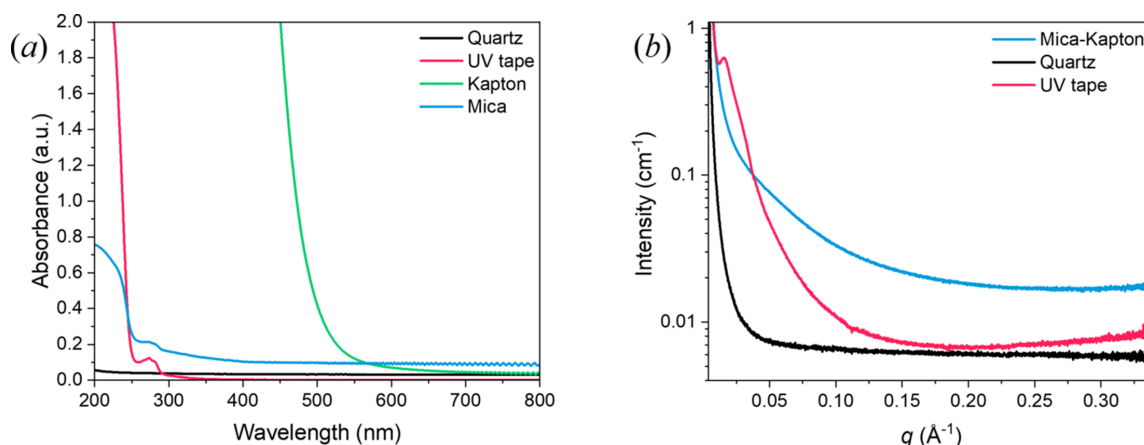 (a)
2.0
1.8
1.6
1.4
1.2
1.0
0.8
0.6
0.4
0.2
0.0
Absorbance (a.u.)
200 300 400 500 600 700 800
Wavelength (nm)
Quartz
UV tape
Kapton
Mica
(b)
1
0.1
0.01
Intensity (cm⁻¹)
0.05 0.10 0.15 0.20 0.25 0.30
q (Å⁻¹)
Mica-Kapton
Quartz
UV tape